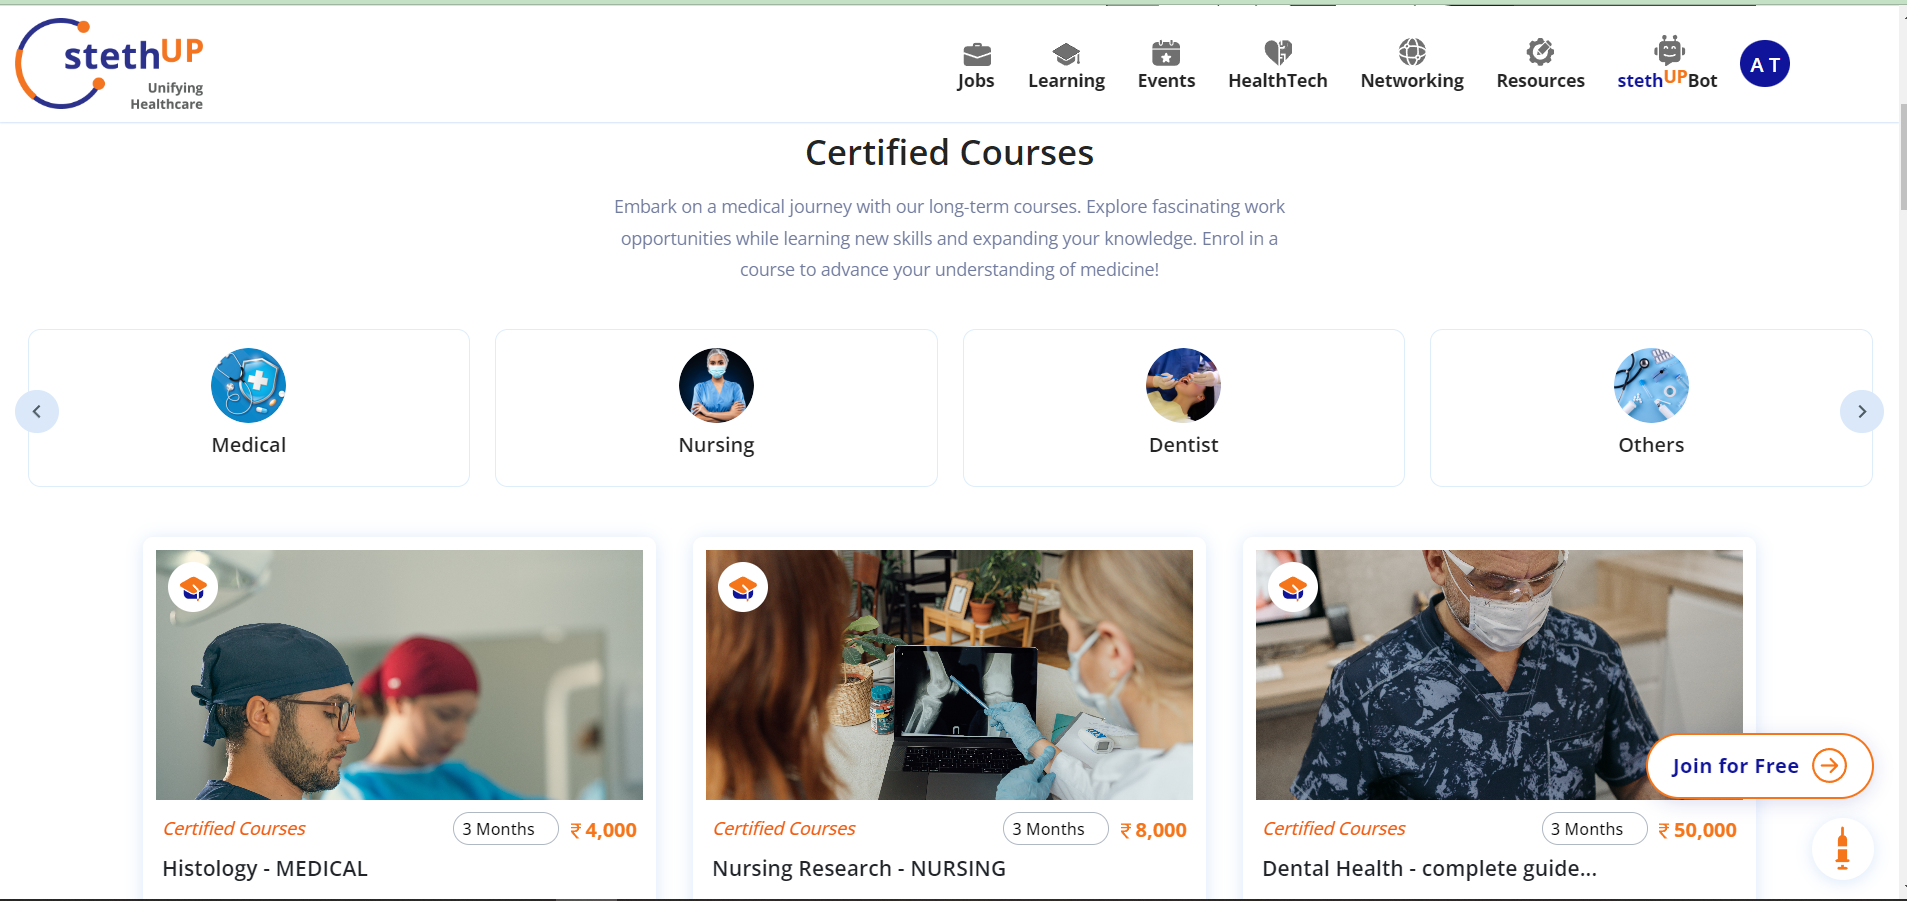 stethUP
Unifying
Healthcare
Jobs
Learning
Events
HealthTech
Networking
Resources
stethUPBot
A T
Certified Courses
Embark on a medical journey with our long-term courses. Explore fascinating work
opportunities while learning new skills and expanding your knowledge. Enrol in a
course to advance your understanding of medicine!
Medical
Nursing
Dentist
Others
Certified Courses
3 Months
₹ 4,000
Histology - MEDICAL
Certified Courses
3 Months
₹ 8,000
Nursing Research - NURSING
Certified Courses
3 Months
₹ 50,000
Dental Health - complete guide...
Join for Free